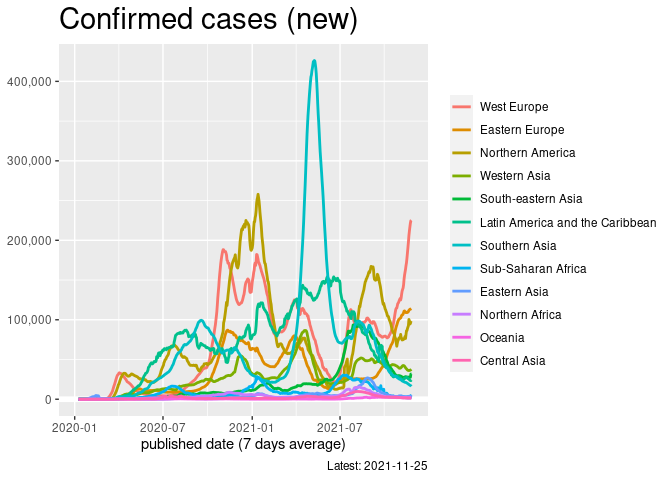 Confirmed cases (new)
400,000
300,000
200,000
100,000
0
2020-01
2020-07
2021-01
2021-07
published date (7 days average)
Latest: 2021-11-25
West Europe
Eastern Europe
Northern America
Western Asia
South-eastern Asia
Latin America and the Caribbean
Southern Asia
Sub-Saharan Africa
Eastern Asia
Northern Africa
Oceania
Central Asia